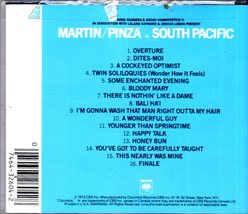 RICHARD RODGERS & OSCAR HAMMERSTEIN II
IN ASSOCIATION WITH LELAND HAYWARD & JOSHUA LOGAN PRESENT
MARTIN/PINZA . SOUTH PACIFIC
1 OVERTURE
2 DITES-MOI
3 A COCKEYED OPTIMIST
4 TWIN SOLILOQUIES (Wonder How It Feels)
5 SOME ENCHANTED EVENING
6 BLOODY MARY
7 THERE IS NOTHIN' LIKE A DAME
8 BALI HA'I
9 I'M GONNA WASH THAT MAN RIGHT OUTTA MY HAIR
10 A WONDERFUL GUY
11 YOUNGER THAN SPRINGTIME
12 HAPPY TALK
13 HONEY BUN
14 YOU'VE GOT TO BE CAREFULLY TAUGHT
15 THIS NEARLY WAS MINE
16 FINALE
7464-32604-2